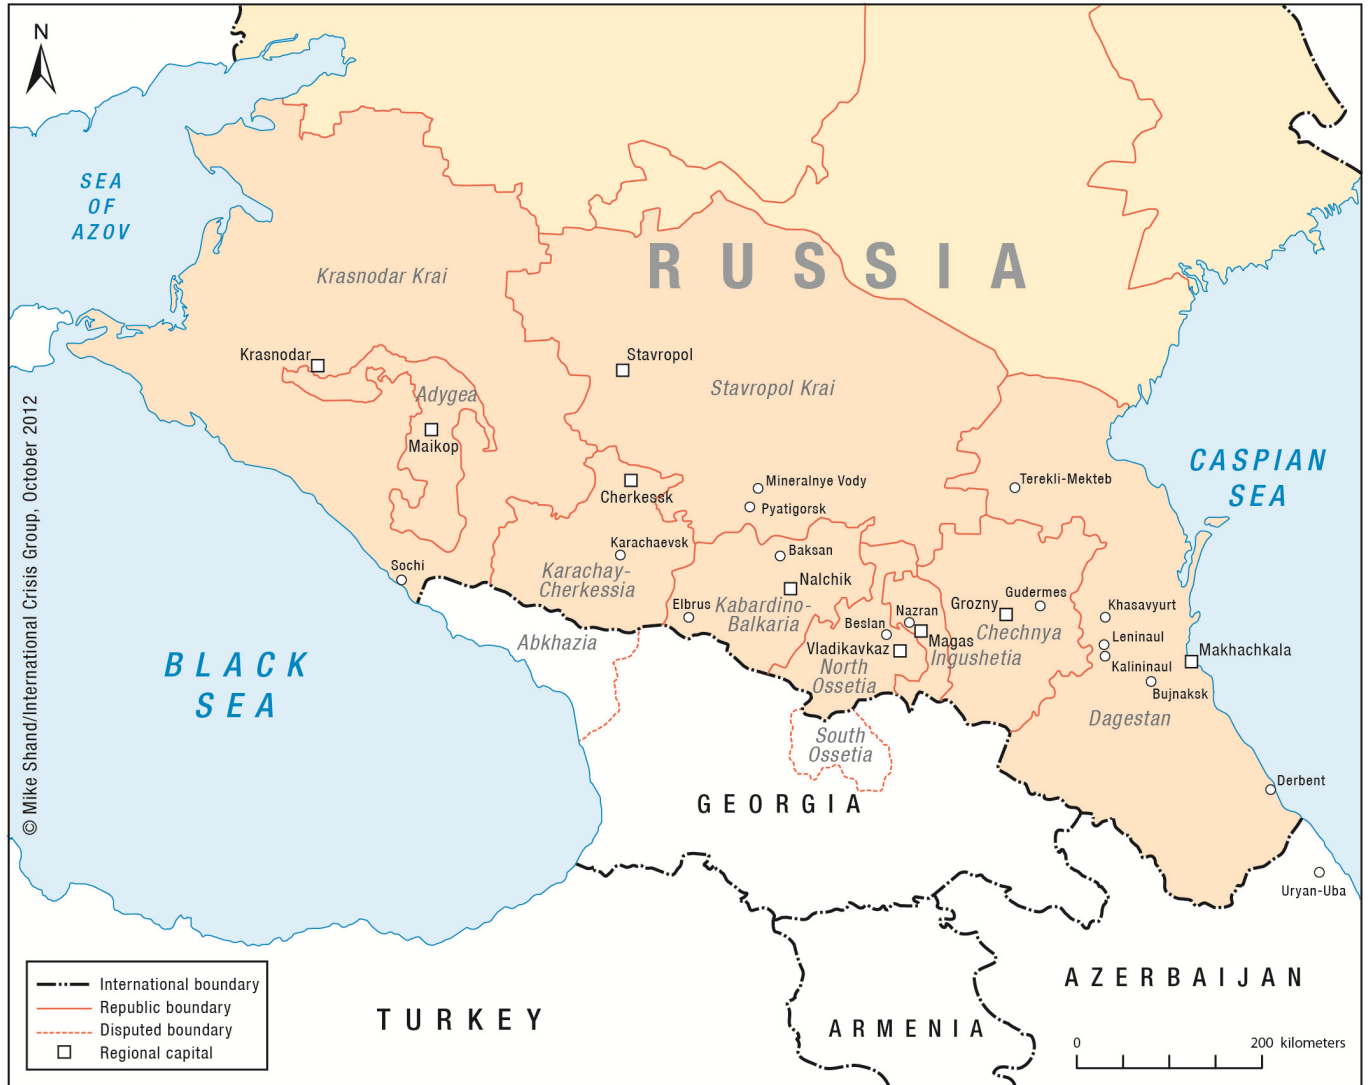 N
SEA
OF
AZOV
RUSSIA
Krasnodar Krai
Krasnodar
Stavropol
Adygea
Stavropol Krai
Maikop
CASPIAN
SEA
Mineralnye Vody
Terekli-Mekteb
Cherkessk
Pyatigorsk
Karachaevsk
Baksan
Sochi
Karachay-
Cherkessia
Nalchik
Elbrus
Kabardino-
Balkaria
Nazran
Grozny
Gudermes
Khasavyurt
Beslan
Magas
Chechnya
Leninaul
Abkhazia
Vladikavkaz
Ingushetia
Makhachkala
North
Ossetia
Kalininaul
Bujnaksk
BLACK
SEA
Dagestan
South
Ossetia
Derbent
GEORGIA
Uryan-Uba
© Mike Shand/International Crisis Group, October 2012
AZERBAIJAN
TURKEY
ARMENIA
International boundary
Republic boundary
Disputed boundary
Regional capital
0 200 kilometers